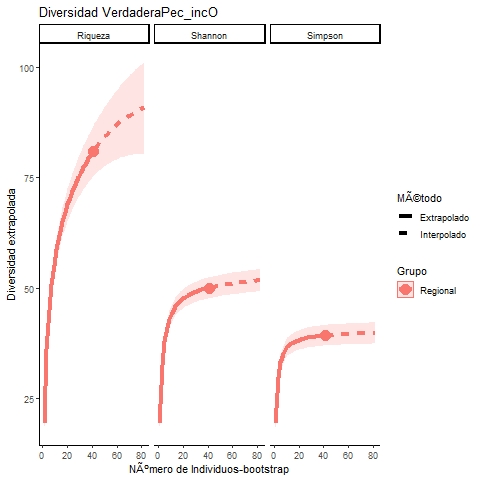 Diversidad VerdaderaPec_incO
Riqueza
Shannon
Simpson
100
75
50
25
Diversidad extrapolada
0 20 40 60 80
0 20 40 60 80
0 20 40 60 80
NÃºmero de Individuos-bootstrap
MÃ©todo
Extrapolado
Interpolado
Grupo
Regional